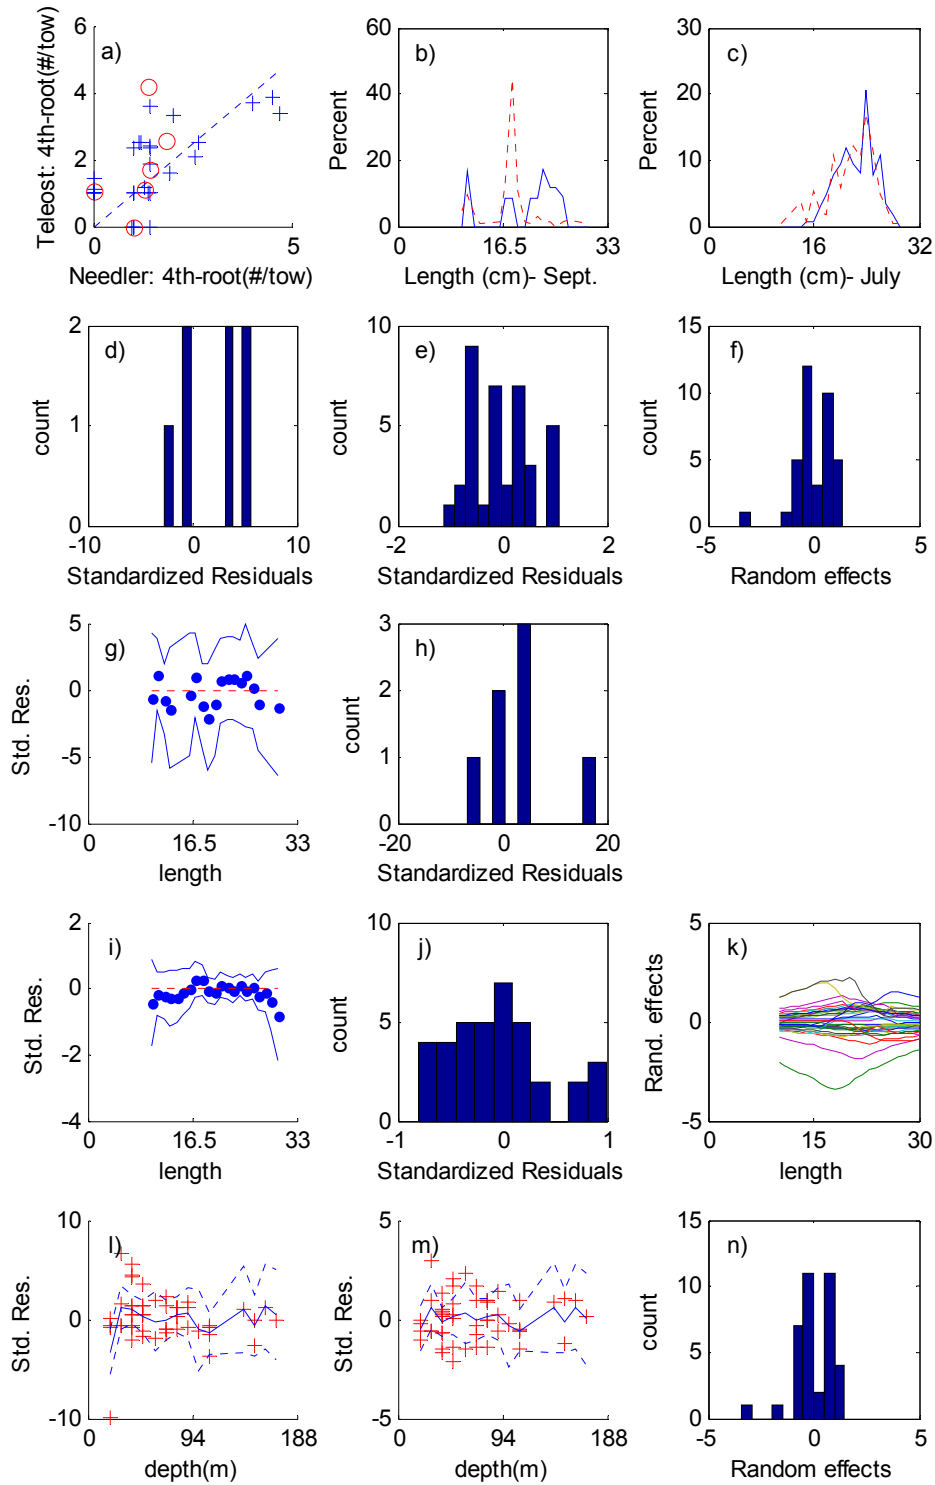 a)
Teleost: 4th-root(#/tow)
6
4
2
0
0
5
Needler: 4th-root(#/tow)
b)
Percent
60
40
20
0
0
16.5
33
Length (cm)- Sept.
c)
Percent
30
20
10
0
0
16
32
Length (cm)- July
d)
count
2
1
0
-10
0
10
Standardized Residuals
e)
count
10
5
0
-2
0
2
Standardized Residuals
f)
count
15
10
5
0
-5
0
5
Random effects
g)
Std. Res.
5
0
-5
-10
0
16.5
33
length
h)
count
3
2
1
0
-20
0
20
Standardized Residuals
i)
Std. Res.
2
0
-2
-4
0
16.5
33
length
j)
count
10
5
0
-1
0
1
Standardized Residuals
k)
Rand. effects
5
0
-5
0
15
30
length
l)
Std. Res.
10
0
-10
0
94
188
depth(m)
m)
Std. Res.
5
0
-5
0
94
188
depth(m)
n)
count
15
10
5
0
-5
0
5
Random effects